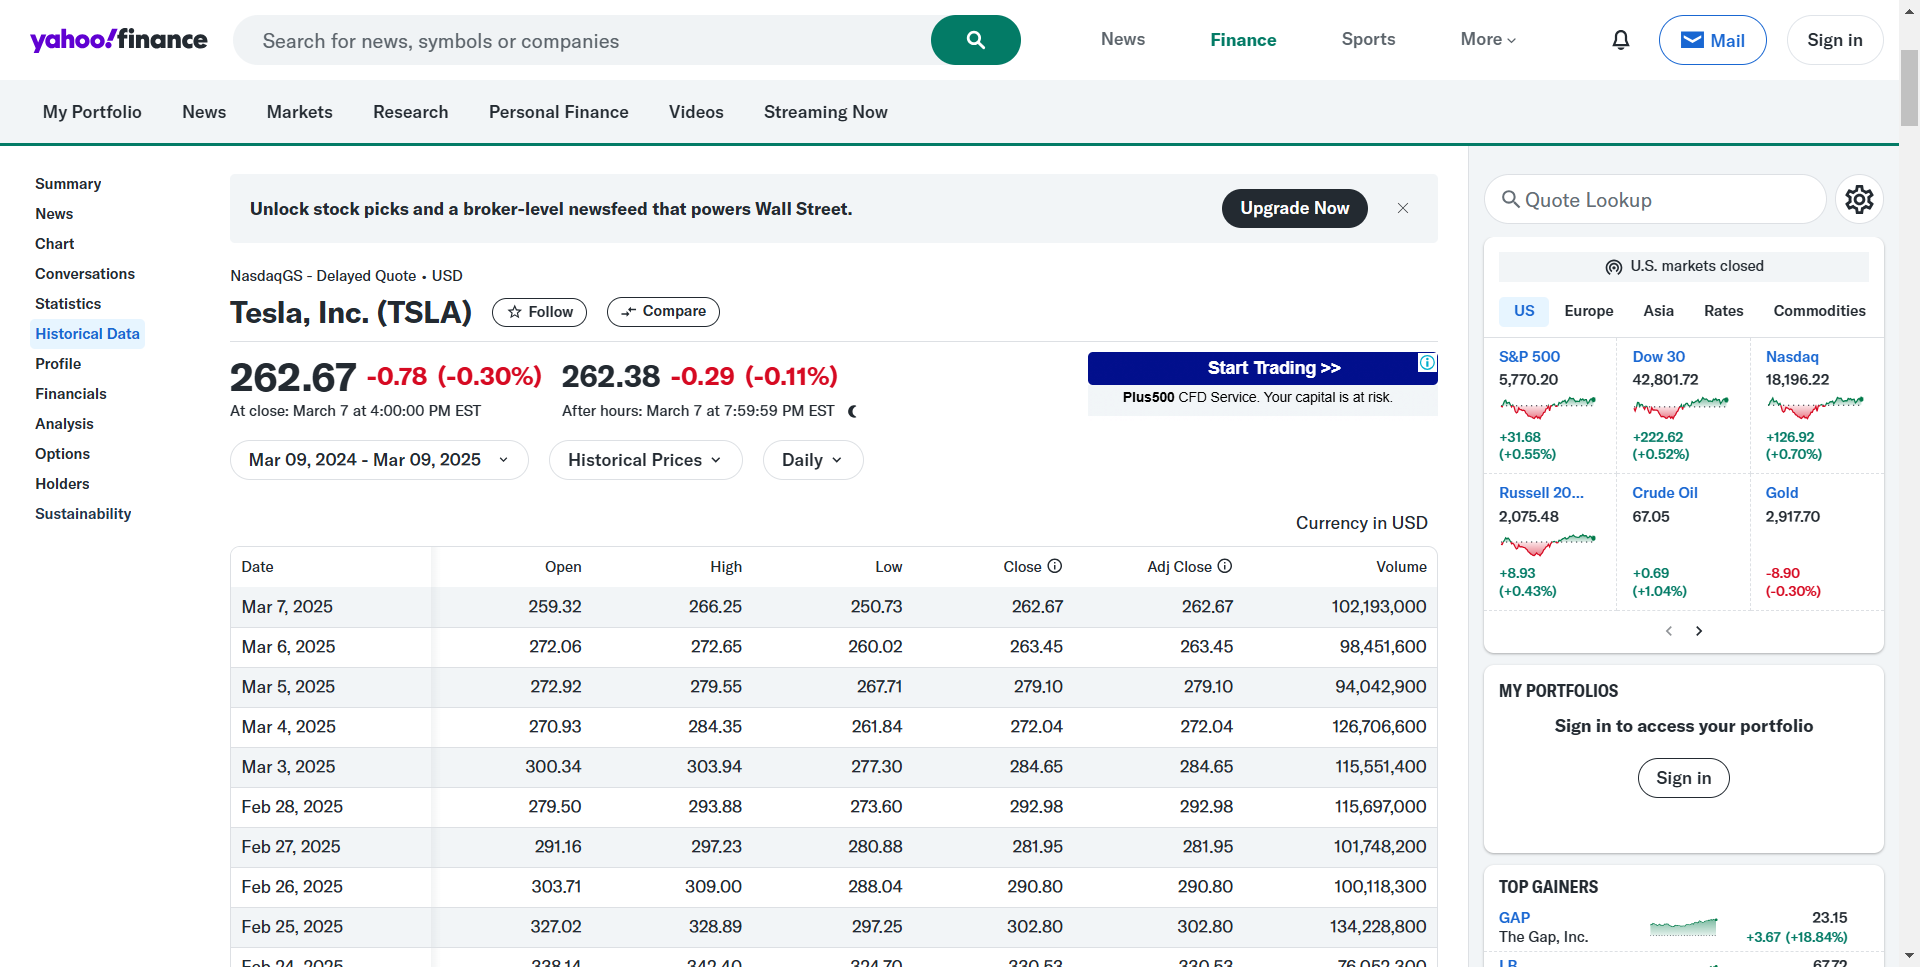 yahoo!finance
Search for news, symbols or companies
News
Finance
Sports
More
Mail
Sign in
My Portfolio
News
Markets
Research
Personal Finance
Videos
Streaming Now
Summary
News
Chart
Conversations
Statistics
Historical Data
Profile
Financials
Analysis
Options
Holders
Sustainability
Unlock stock picks and a broker-level newsfeed that powers Wall Street.
Upgrade Now
NasdaqGS - Delayed Quote • USD
Tesla, Inc. (TSLA)
Follow
Compare
262.67 -0.78 (-0.30%)
At close: March 7 at 4:00:00 PM EST
262.38 -0.29 (-0.11%)
After hours: March 7 at 7:59:59 PM EST
Start Trading >>
Plus500 CFD Service. Your capital is at risk.
Mar 09, 2024 - Mar 09, 2025
Historical Prices
Daily
Currency in USD
Date Open High Low Close Adj Close Volume
Mar 7, 2025 259.32 266.25 250.73 262.67 262.67 102,193,000
Mar 6, 2025 272.06 272.65 260.02 263.45 263.45 98,451,600
Mar 5, 2025 272.92 279.55 267.71 279.10 279.10 94,042,900
Mar 4, 2025 270.93 284.35 261.84 272.04 272.04 126,706,600
Mar 3, 2025 300.34 303.94 277.30 284.65 284.65 115,551,400
Feb 28, 2025 279.50 293.88 273.60 292.98 292.98 115,697,000
Feb 27, 2025 291.16 297.23 280.88 281.95 281.95 101,748,200
Feb 26, 2025 303.71 309.00 288.04 290.80 290.80 100,118,300
Feb 25, 2025 327.02 328.89 297.25 302.80 302.80 134,228,800
Feb 24, 2025 338.14 342.40 324.70 330.53 330.53 76,052,300
Quote Lookup
U.S. markets closed
US
Europe
Asia
Rates
Commodities
S&P 500
5,770.20
+31.68
(+0.55%)
Dow 30
42,801.72
+222.62
(+0.52%)
Nasdaq
18,196.22
+126.92
(+0.70%)
Russell 20...
2,075.48
+8.93
(+0.43%)
Crude Oil
67.05
+0.69
(+1.04%)
Gold
2,917.70
-8.90
(-0.30%)
MY PORTFOLIOS
Sign in to access your portfolio
Sign in
TOP GAINERS
GAP 23.15
The Gap, Inc. +3.67 (+18.84%)
LB 67.72